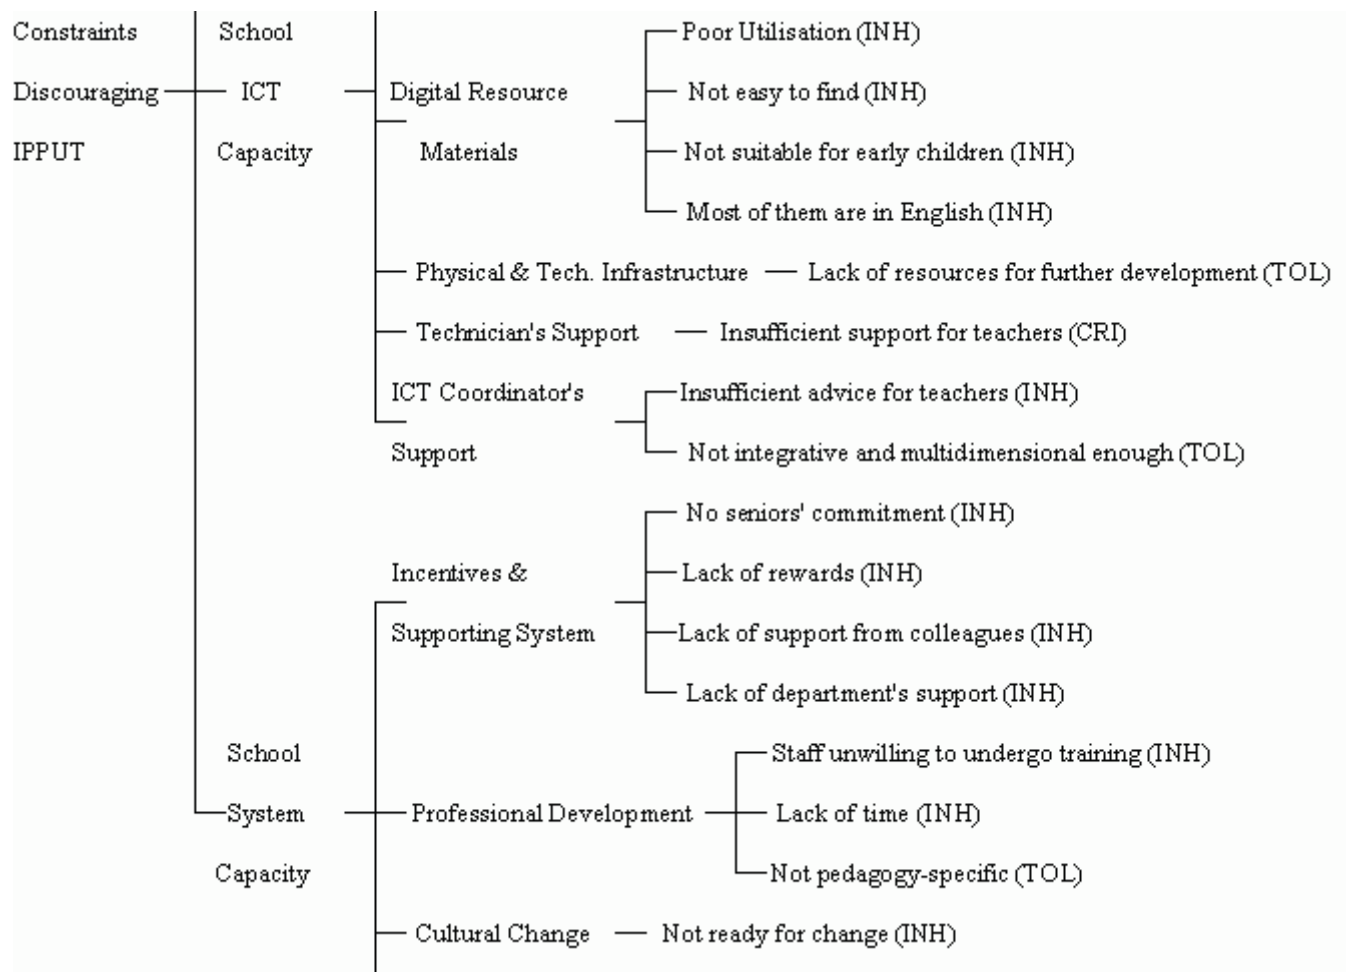 Constraints School Poor Utilisation (INH)
Discouraging ICT Digital Resource Not easy to find (INH)
IPPUT Capacity Materials Not suitable for early children (INH)
Most of them are in English (INH)
Physical & Tech. Infrastructure Lack of resources for further development (TOL)
Technician's Support Insufficient support for teachers (CRI)
ICT Coordinator's Insufficient advice for teachers (INH)
Support Not integrative and multidimensional enough (TOL)
No seniors' commitment (INH)
Incentives & Lack of rewards (INH)
Supporting System Lack of support from colleagues (INH)
Lack of department's support (INH)
School Staff unwilling to undergo training (INH)
System Professional Development Lack of time (INH)
Capacity Not pedagogy-specific (TOL)
Cultural Change Not ready for change (INH)